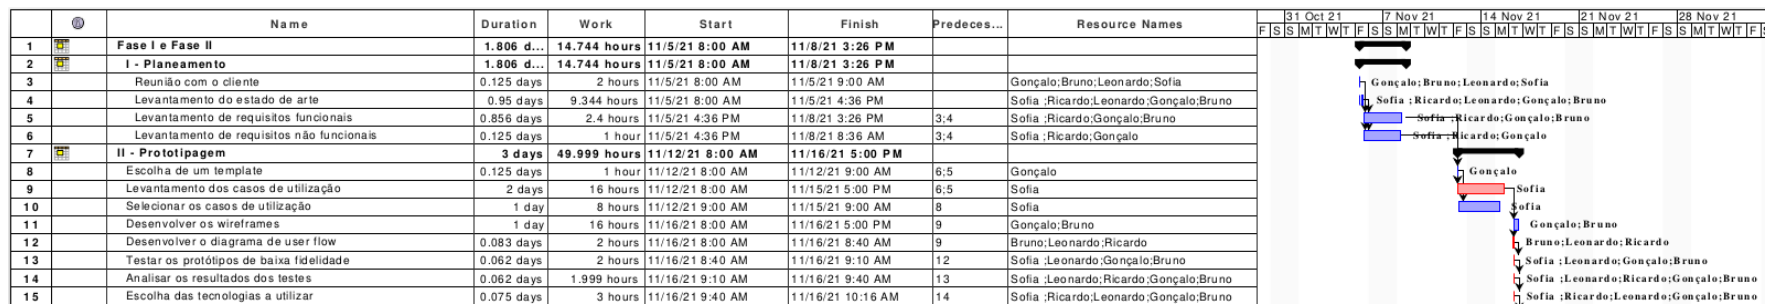 Name Duration Work Start Finish Predeces... Resource Names 31 Oct 21 7 Nov 21 14 Nov 21 21 Nov 21 28 Nov 21
F S S M T W T F S S M T W T F S S M T W T F S S M T W T F S S M T W T F S
1 Fase I e Fase II 1.806 d... 14.744 hours 11/5/21 8:00 AM 11/8/21 3:26 PM
2 I - Planeamento 1.806 d... 14.744 hours 11/5/21 8:00 AM 11/8/21 3:26 PM
3 Reunião com o cliente 0.125 days 2 hours 11/5/21 8:00 AM 11/5/21 9:00 AM Gonçalo;Bruno;Leonardo;Sofia Gonçalo;Bruno;Leonardo;Sofia
4 Levantamento do estado de arte 0.95 days 9.344 hours 11/5/21 8:00 AM 11/5/21 4:36 PM Sofia ;Ricardo;Leonardo;Gonçalo;Bruno Sofia ;Ricardo;Leonardo;Gonçalo;Bruno
5 Levantamento de requisitos funcionais 0.856 days 2.4 hours 11/5/21 4:36 PM 11/8/21 3:26 PM 3;4 Sofia ;Ricardo;Gonçalo;Bruno Sofia ;Ricardo;Gonçalo;Bruno
6 Levantamento de requisitos não funcionais 0.125 days 1 hour 11/5/21 4:36 PM 11/8/21 8:36 AM 3;4 Sofia ;Ricardo;Gonçalo Sofia ;Ricardo;Gonçalo
7 II - Prototipagem 3 days 49.999 hours 11/12/21 8:00 AM 11/16/21 5:00 PM
8 Escolha de um template 0.125 days 1 hour 11/12/21 8:00 AM 11/12/21 9:00 AM 6;5 Gonçalo Gonçalo
9 Levantamento dos casos de utilização 2 days 16 hours 11/12/21 8:00 AM 11/15/21 5:00 PM 6;5 Sofia Sofia
10 Selecionar os casos de utilização 1 day 8 hours 11/12/21 9:00 AM 11/15/21 9:00 AM 8 Sofia Sofia
11 Desenvolver os wireframes 1 day 16 hours 11/16/21 8:00 AM 11/16/21 5:00 PM 9 Gonçalo;Bruno Gonçalo;Bruno
12 Desenvolver o diagrama de user flow 0.083 days 2 hours 11/16/21 8:00 AM 11/16/21 8:40 AM 9 Bruno;Leonardo;Ricardo Bruno;Leonardo;Ricardo
13 Testar os protótipos de baixa fidelidade 0.062 days 2 hours 11/16/21 8:40 AM 11/16/21 9:10 AM 12 Sofia ;Leonardo;Gonçalo;Bruno Sofia ;Leonardo;Gonçalo;Bruno
14 Analisar os resultados dos testes 0.062 days 1.999 hours 11/16/21 9:10 AM 11/16/21 9:40 AM 13 Sofia ;Leonardo;Ricardo;Gonçalo;Bruno Sofia ;Leonardo;Ricardo;Gonçalo;Bruno
15 Escolha das tecnologias a utilizar 0.075 days 3 hours 11/16/21 9:40 AM 11/16/21 10:16 AM 14 Sofia ;Ricardo;Leonardo;Gonçalo;Bruno Sofia ;Ricardo;Leonardo;Gonçalo;Bruno